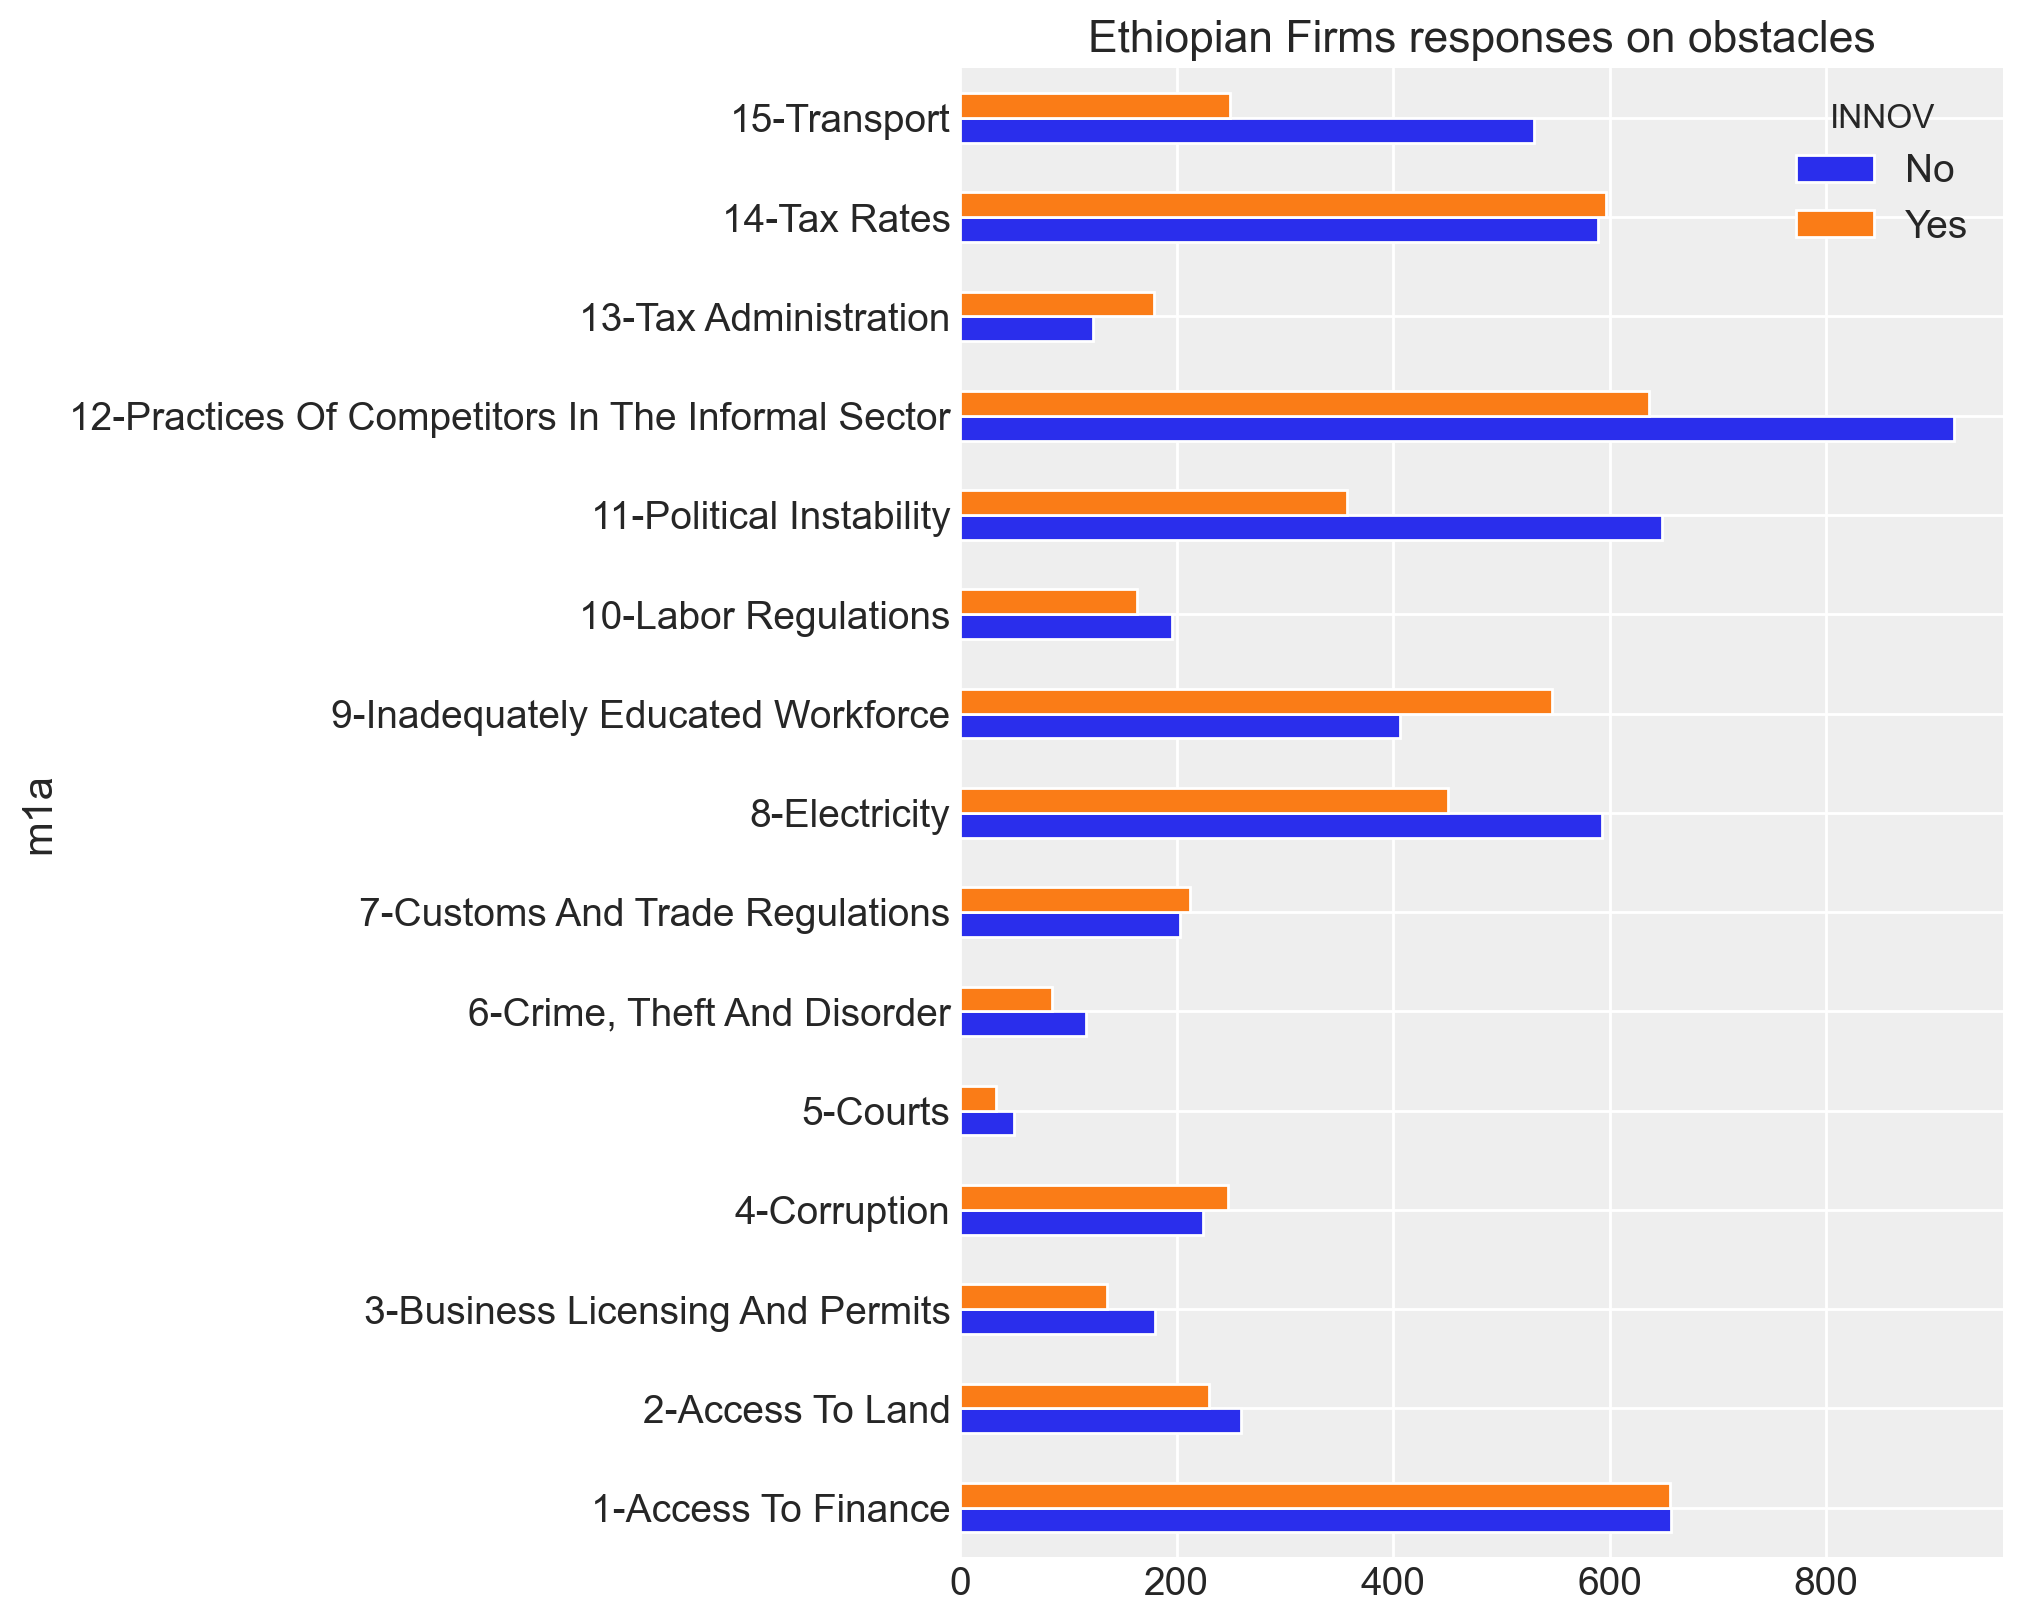 Ethiopian Firms responses on obstacles
INNOV
No
Yes
15-Transport
14-Tax Rates
13-Tax Administration
12-Practices Of Competitors In The Informal Sector
11-Political Instability
10-Labor Regulations
9-Inadequately Educated Workforce
8-Electricity
7-Customs And Trade Regulations
6-Crime, Theft And Disorder
5-Courts
4-Corruption
3-Business Licensing And Permits
2-Access To Land
1-Access To Finance
m1a
0 200 400 600 800